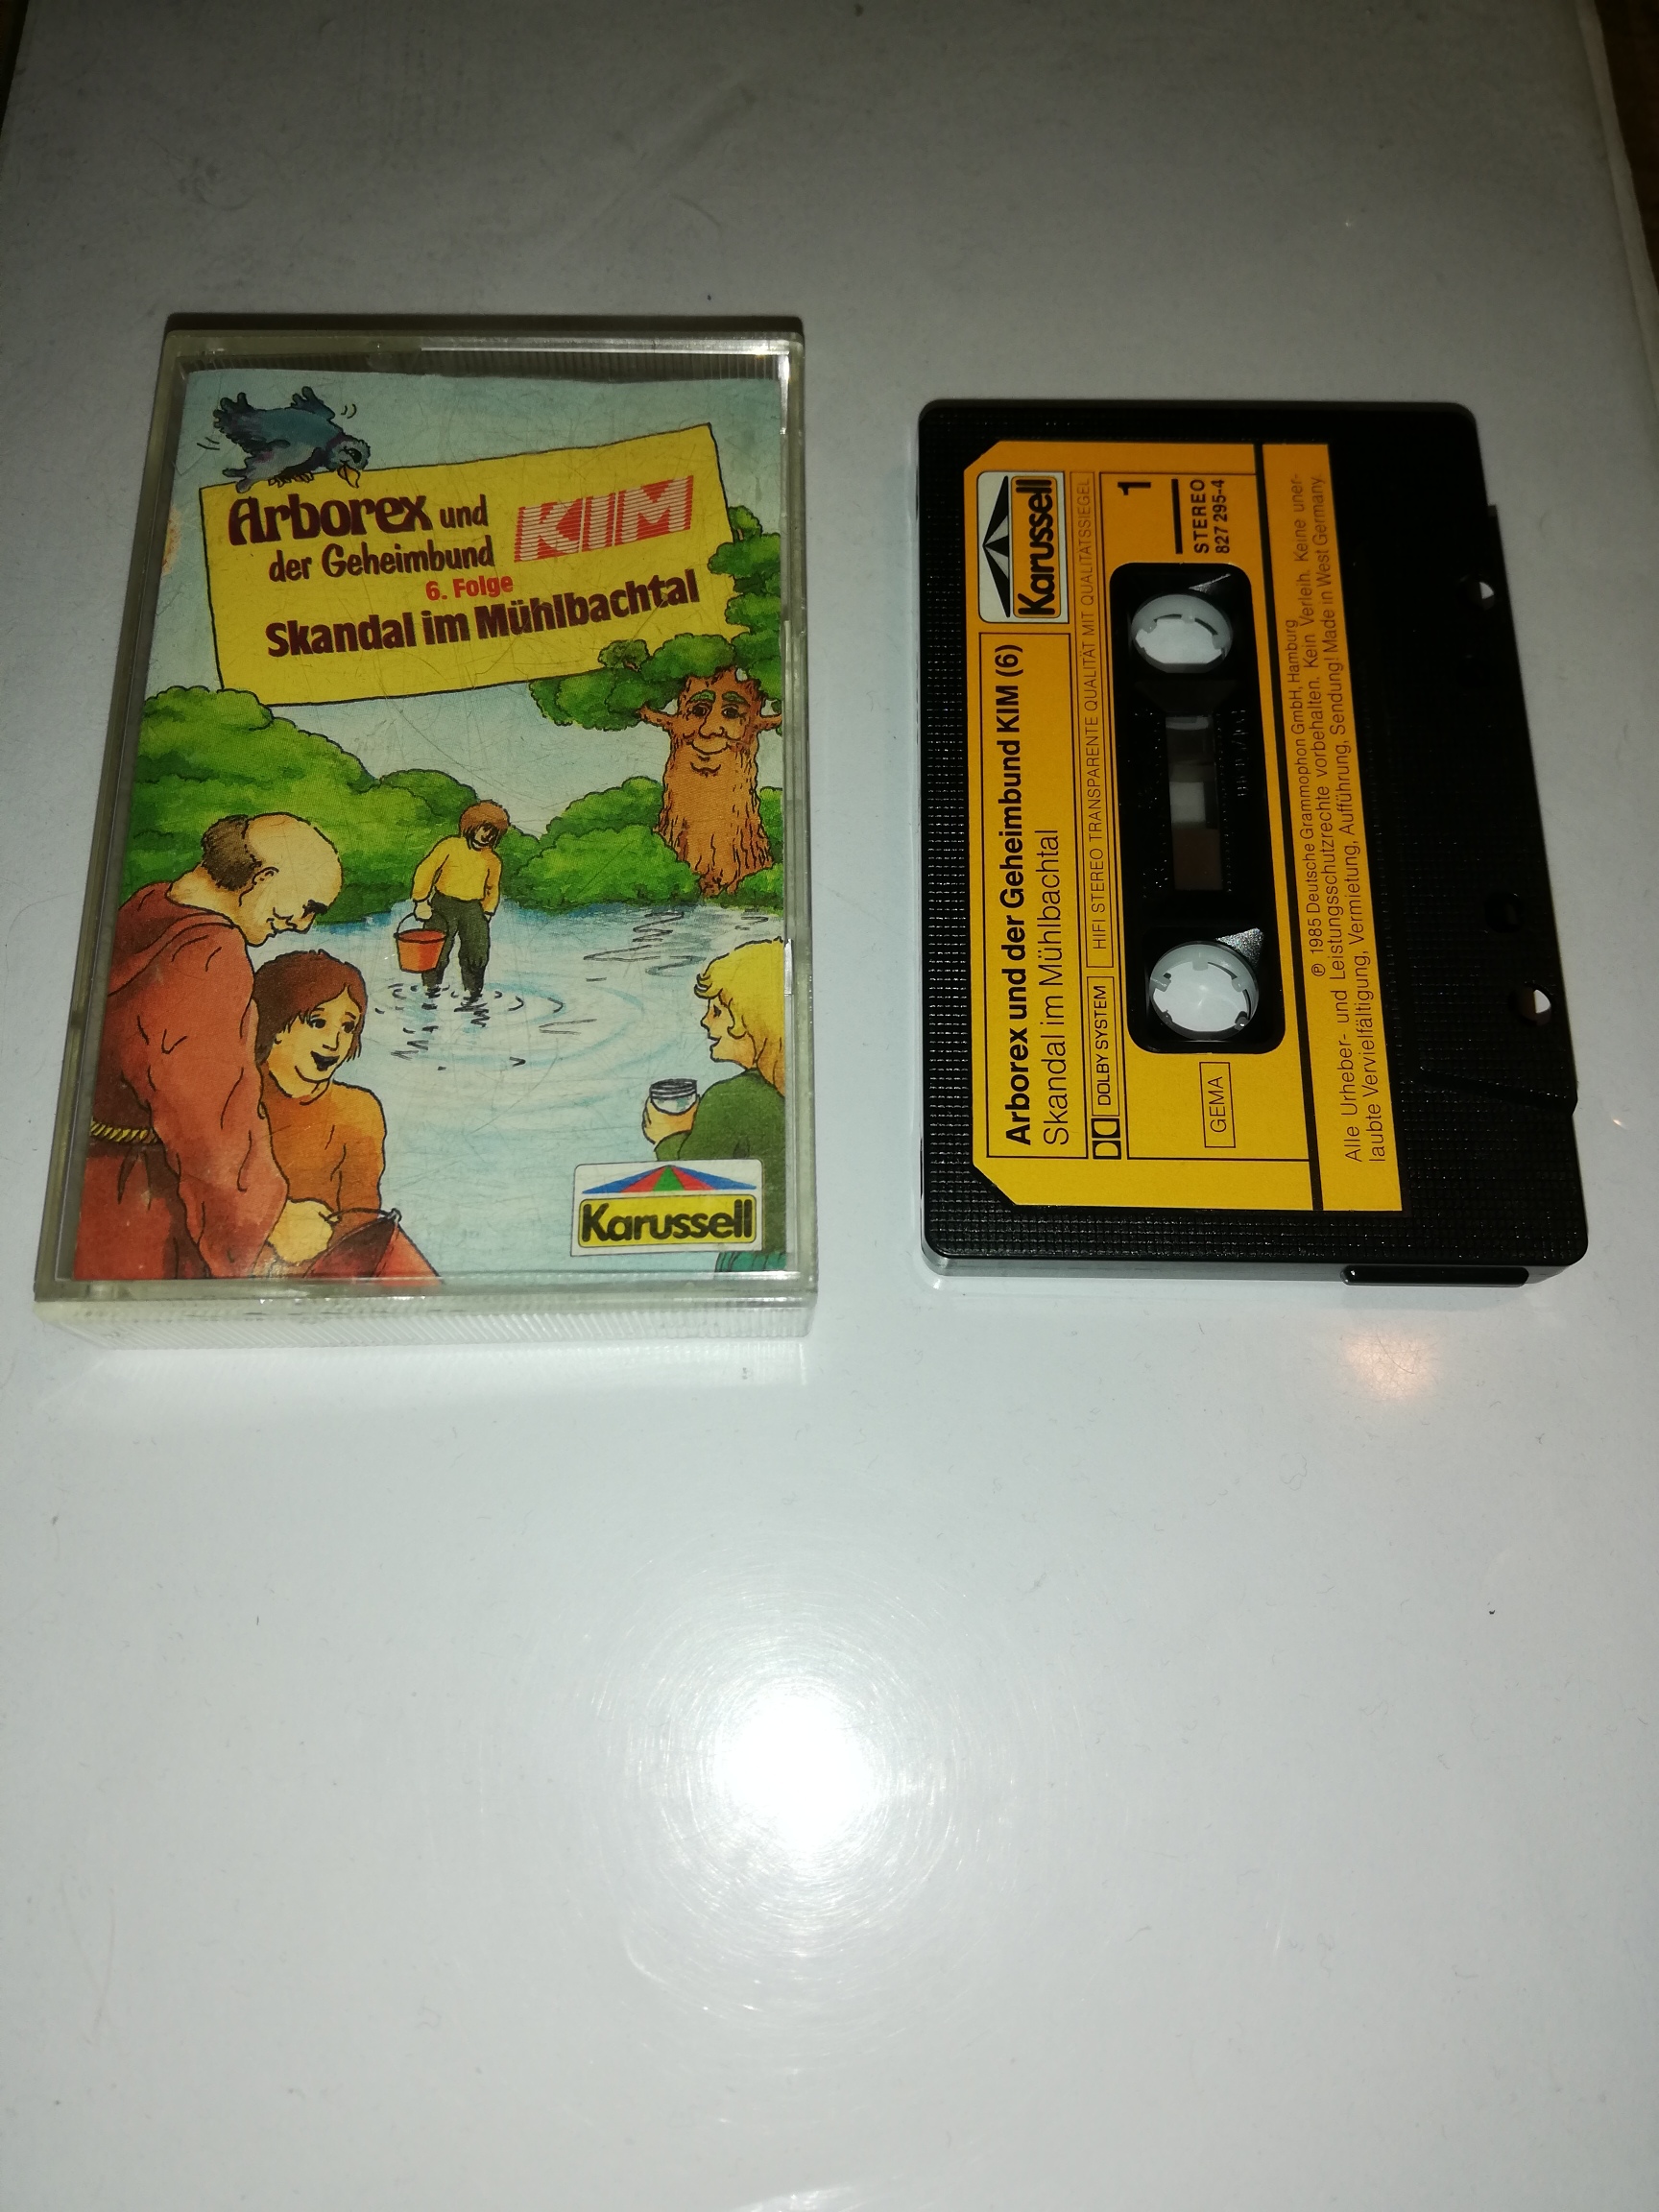 Arborex und
der Geheimbund
KIM
6. Folge
Skandal im Mühlbachtal
Karussell
Karussell
Arborex und der Geheimbund KIM (6)
Skandal im Mühlbachtal
DOLBY SYSTEM
HIFI STEREO TRANSPARENTE QUALITÄT MIT QUALITÄTSSIEGEL
1
STEREO
827 295-4
GEMA
℗ 1985 Deutsche Grammophon GmbH, Hamburg
Alle Urheber- und Leistungsschutzrechte vorbehalten. Kein Verleih. Keine uner-
laubte Vervielfältigung, Vermietung, Aufführung, Sendung! Made in West Germany.